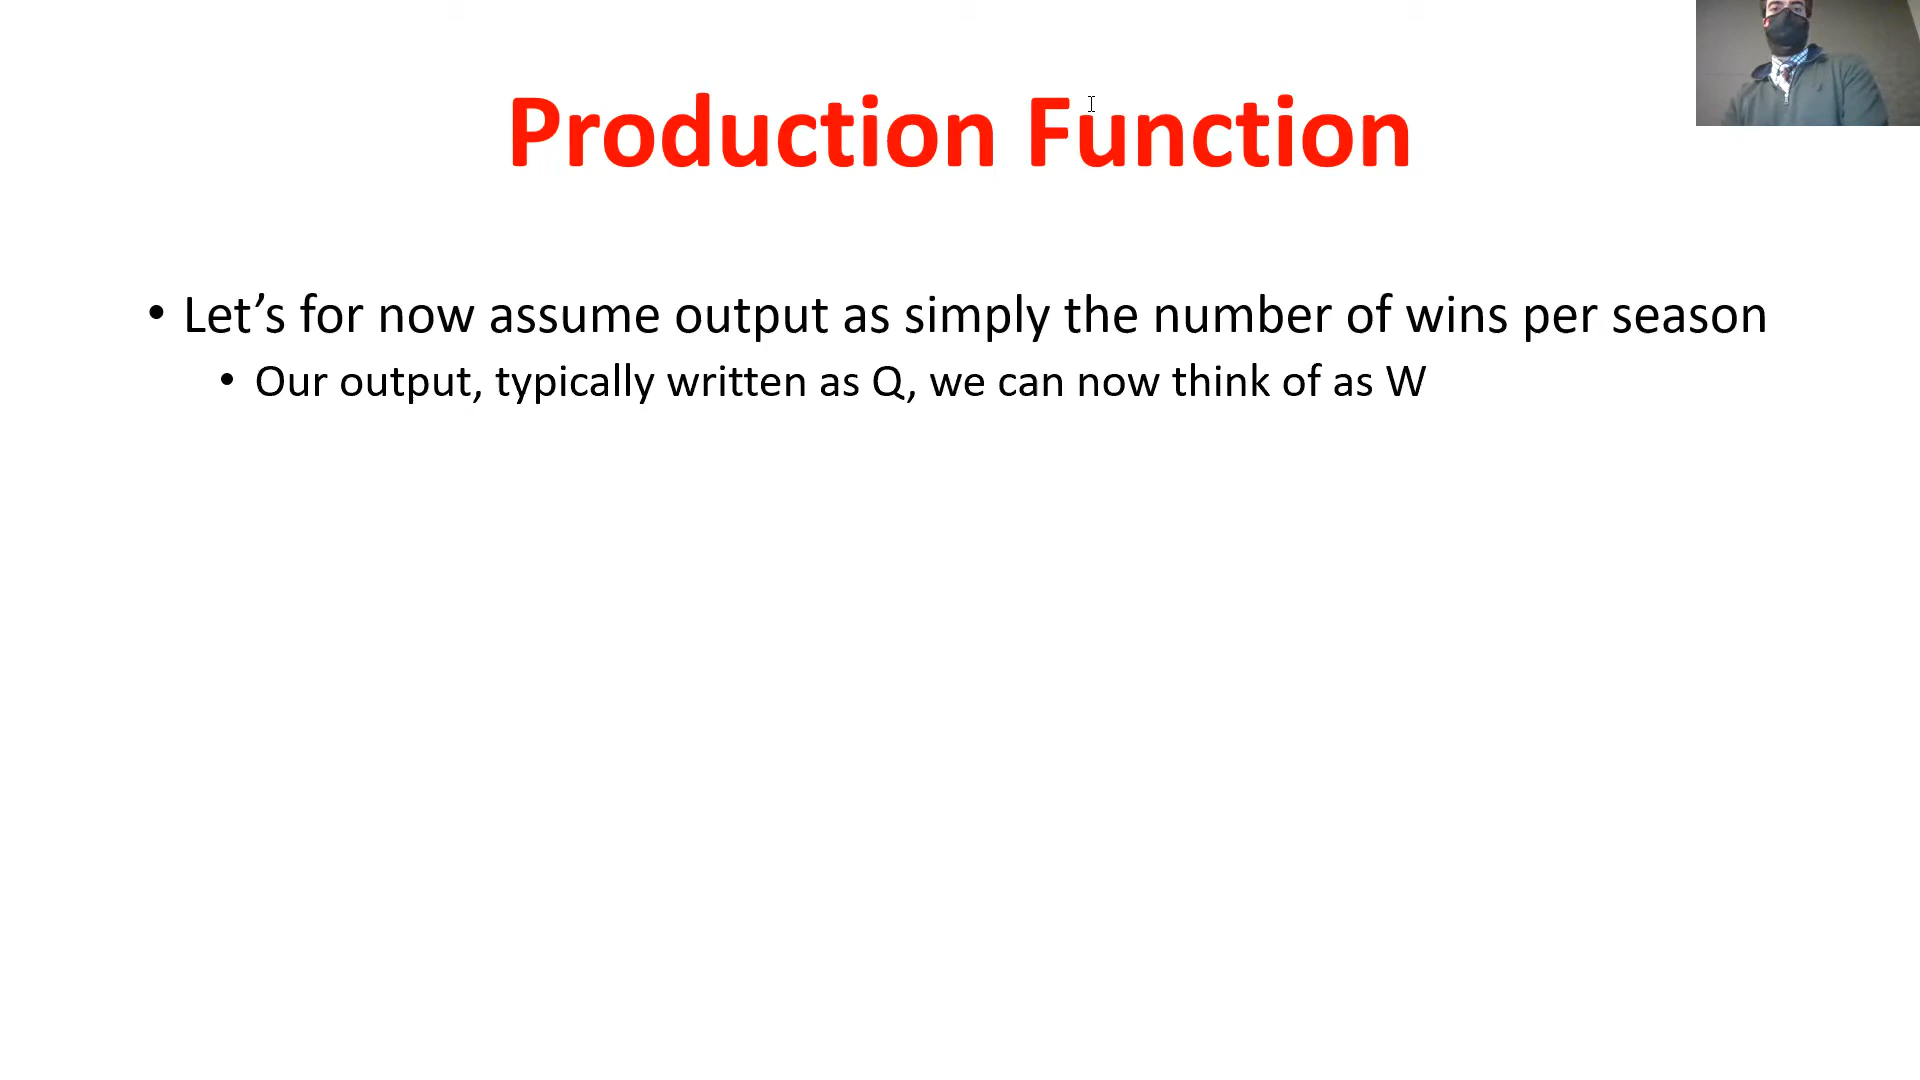 Production Function
• Let’s for now assume output as simply the number of wins per season
• Our output, typically written as Q, we can now think of as W